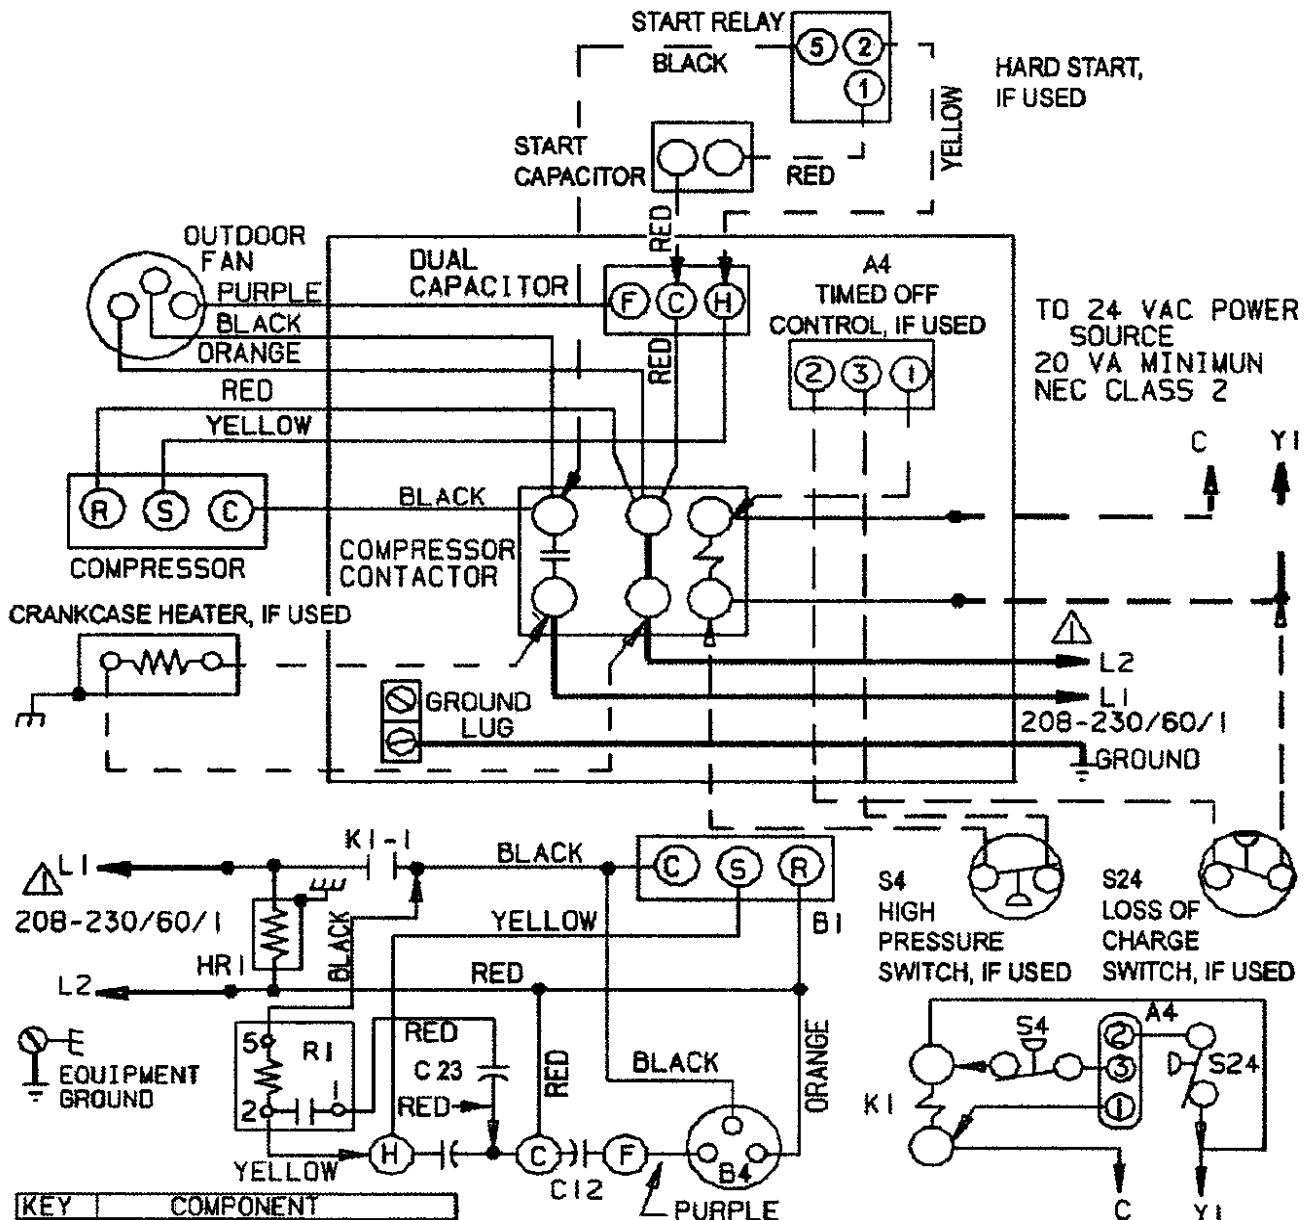 START RELAY
5
2
1
BLACK
HARD START,
IF USED
YELLOW
START
CAPACITOR
RED
RED
OUTDOOR
FAN
PURPLE
BLACK
ORANGE
RED
YELLOW
DUAL
CAPACITOR
F
C
H
RED
A4
TIMED OFF
CONTROL, IF USED
2
3
1
TO 24 VAC POWER
SOURCE
20 VA MINIMUN
NEC CLASS 2
C
Y1
R
S
C
BLACK
COMPRESSOR
COMPRESSOR
CONTACTOR
CRANKCASE HEATER, IF USED
1
L2
L1
208-230/60/1
GROUND
LUG
GROUND
K1-1
BLACK
C
S
R
B1
1
L1
208-230/60/1
YELLOW
BLACK
HR1
RED
L2
S4
HIGH
PRESSURE
SWITCH, IF USED
S24
LOSS OF
CHARGE
SWITCH, IF USED
EQUIPMENT
GROUND
5
R1
1
2
RED
C 23
RED
RED
BLACK
ORANGE
YELLOW
H
C
F
C12
B4
PURPLE
S4
A4
2
3
1
S24
K1
C
Y1
KEY
COMPONENT